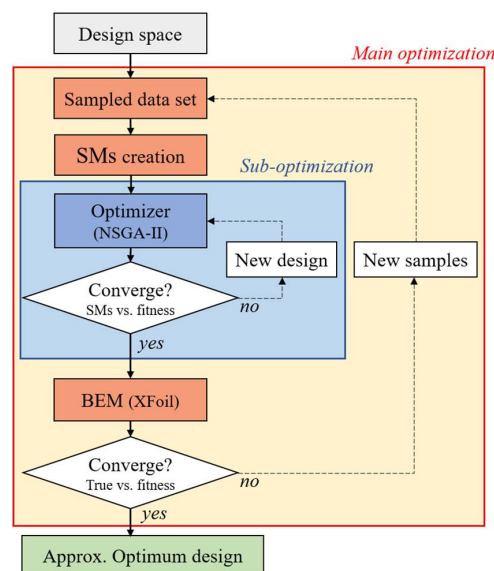 Design space
Main optimization
Sampled data set
SMs creation
Sub-optimization
Optimizer
(NSGA-II)
New design
New samples
Converge?
SMs vs. fitness
no
yes
BEM (XFoil)
Converge?
True vs. fitness
no
yes
Approx. Optimum design